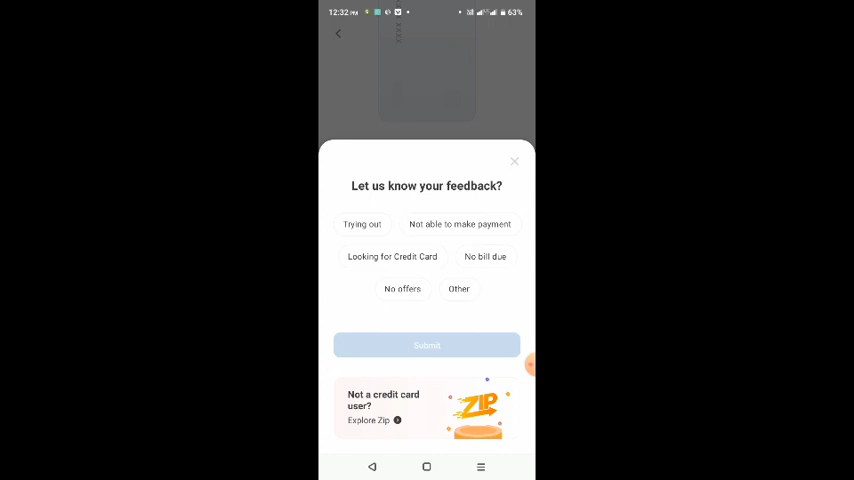 12:32 PM 63%
Let us know your feedback?
Trying out Not able to make payment
Looking for Credit Card No bill due
No offers Other
Submit
Not a credit card
user?
Explore Zip
ZIP